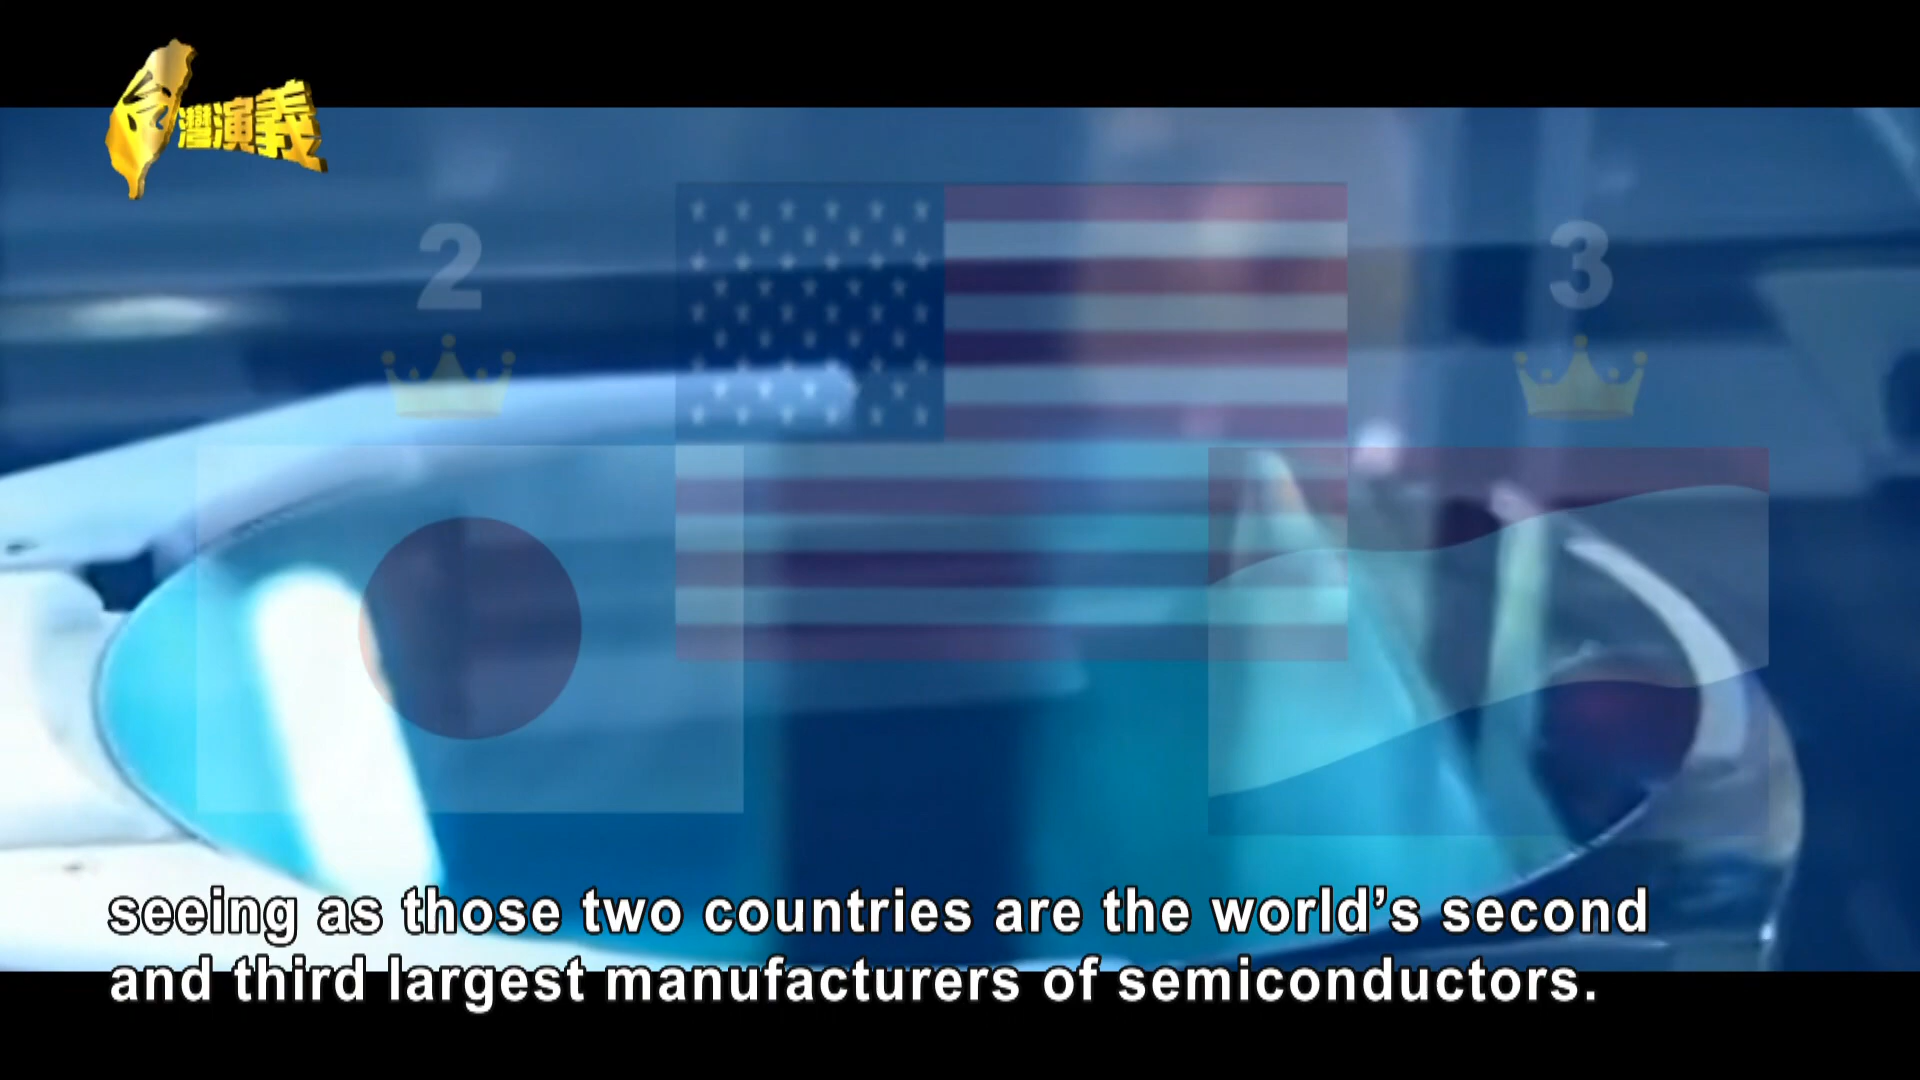 台灣演義
2
3
seeing as those two countries are the world’s second
and third largest manufacturers of semiconductors.